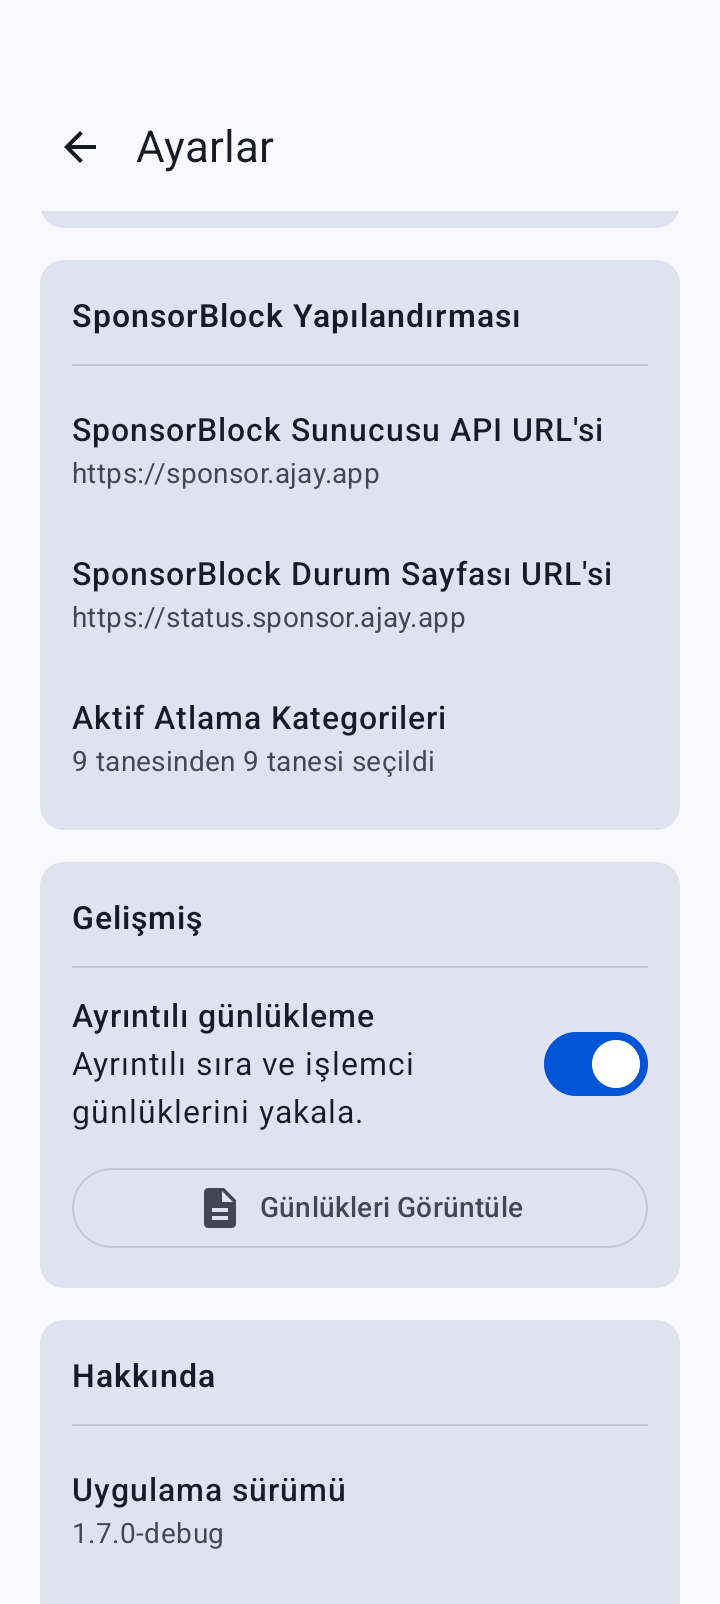 Ayarlar
SponsorBlock Yapılandırması
SponsorBlock Sunucusu API URL'si
https://sponsor.ajay.app
SponsorBlock Durum Sayfası URL'si
https://status.sponsor.ajay.app
Aktif Atlama Kategorileri
9 tanesinden 9 tanesi seçildi
Gelişmiş
Ayrıntılı günlükleme
Ayrıntılı sıra ve işlemci
günlüklerini yakala.
Günlükleri Görüntüle
Hakkında
Uygulama sürümü
1.7.0-debug